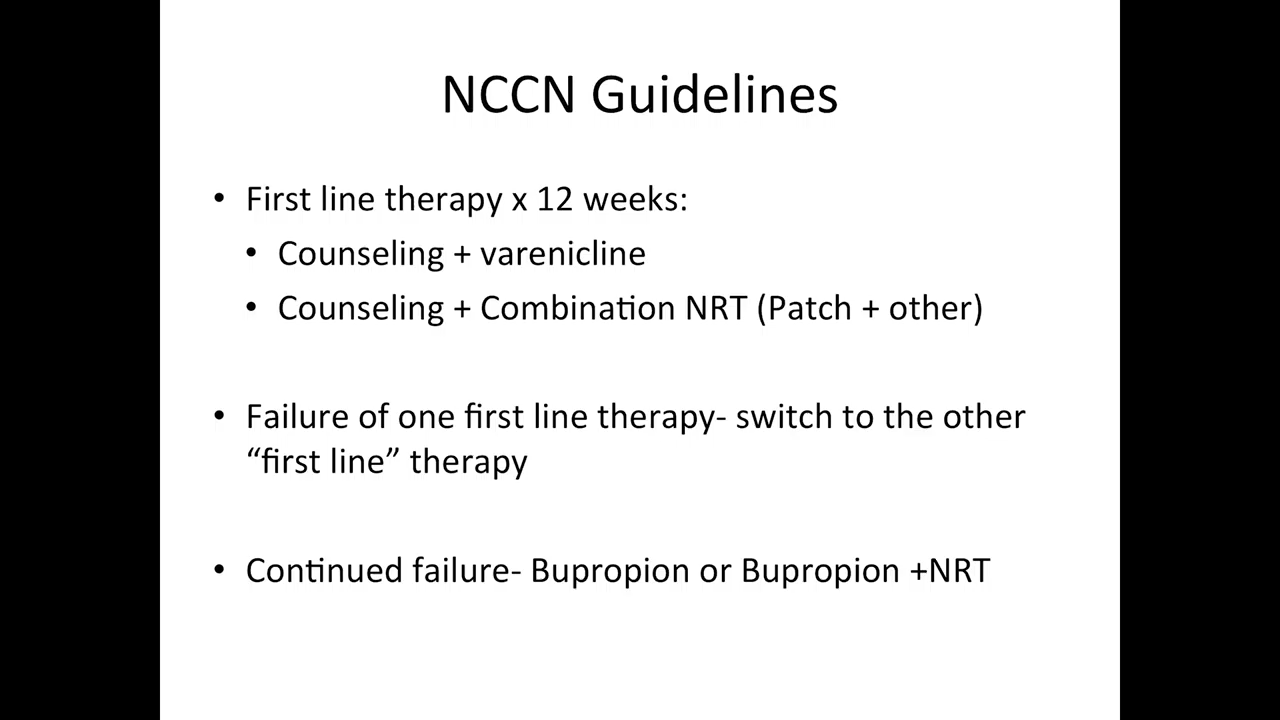 NCCN Guidelines
• First line therapy x 12 weeks:
• Counseling + varenicline
• Counseling + Combination NRT (Patch + other)
• Failure of one first line therapy- switch to the other
“first line” therapy
• Continued failure- Bupropion or Bupropion +NRT